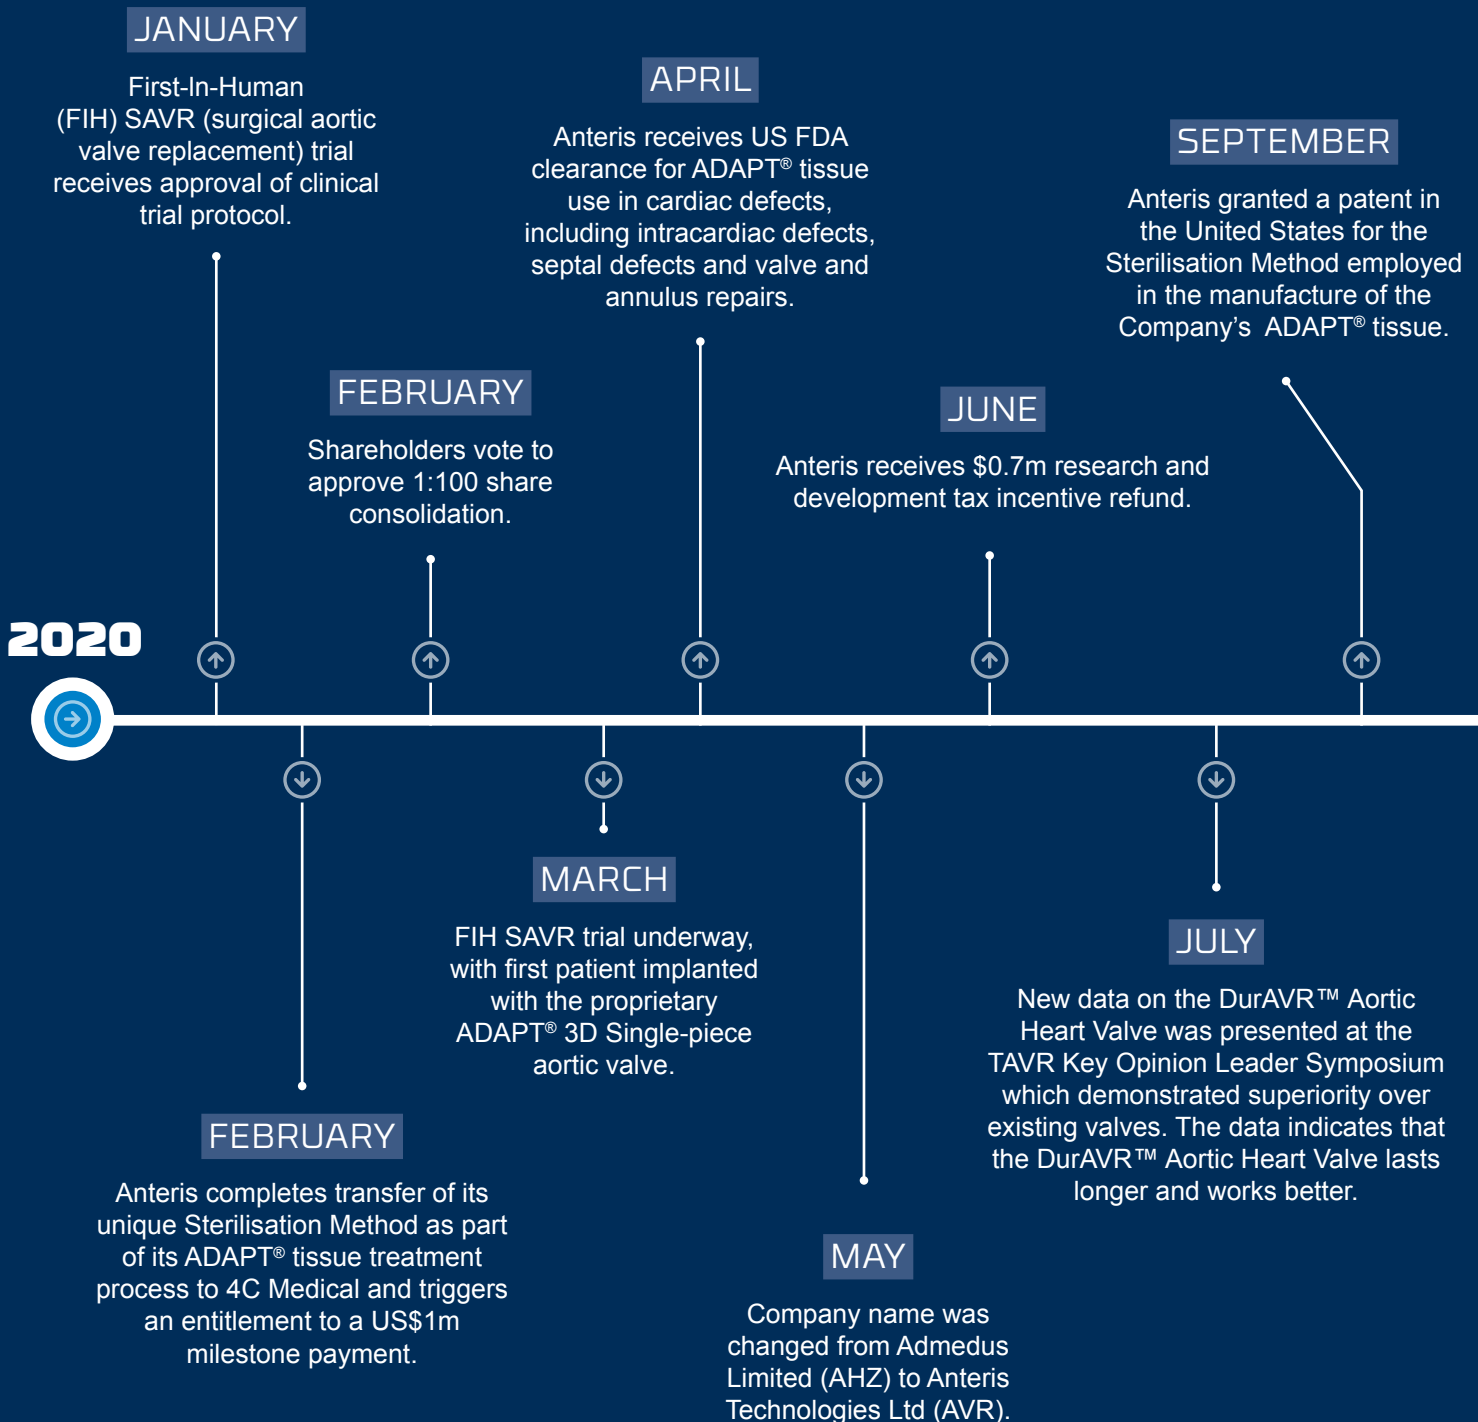 JANUARY
First-In-Human
(FIH) SAVR (surgical aortic
valve replacement) trial
receives approval of clinical
trial protocol.
APRIL
Anteris receives US FDA
clearance for ADAPT® tissue
use in cardiac defects,
including intracardiac defects,
septal defects and valve and
annulus repairs.
SEPTEMBER
Anteris granted a patent in
the United States for the
Sterilisation Method employed
in the manufacture of the
Company’s ADAPT® tissue.
FEBRUARY
Shareholders vote to
approve 1:100 share
consolidation.
JUNE
Anteris receives $0.7m research and
development tax incentive refund.
2020
MARCH
FIH SAVR trial underway,
with first patient implanted
with the proprietary
ADAPT® 3D Single-piece
aortic valve.
JULY
New data on the DurAVR™ Aortic
Heart Valve was presented at the
TAVR Key Opinion Leader Symposium
which demonstrated superiority over
existing valves. The data indicates that
the DurAVR™ Aortic Heart Valve lasts
longer and works better.
FEBRUARY
Anteris completes transfer of its
unique Sterilisation Method as part
of its ADAPT® tissue treatment
process to 4C Medical and triggers
an entitlement to a US$1m
milestone payment.
MAY
Company name was
changed from Admedus
Limited (AHZ) to Anteris
Technologies Ltd (AVR).